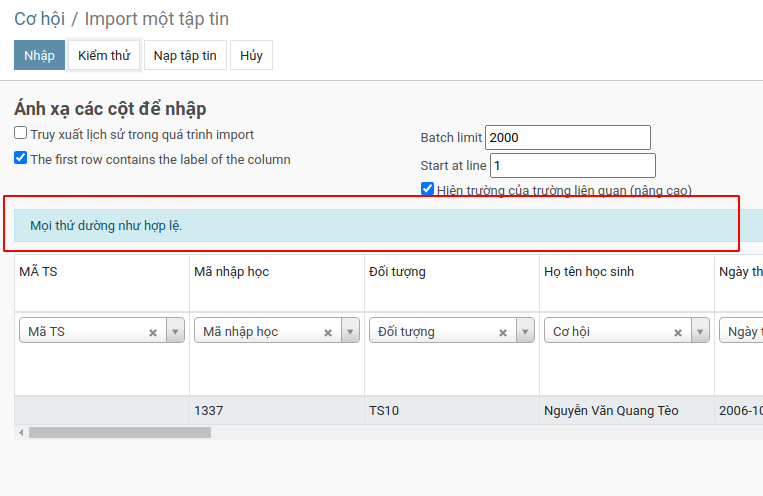 Cơ hội / Import một tập tin
Nhập Kiểm thử Nạp tập tin Hủy
Ánh xạ các cột để nhập
Truy xuất lịch sử trong quá trình import
The first row contains the label of the column
Batch limit 2000
Start at line 1
Hiện trường của trường liên quan (nâng cao)
Mọi thứ dường như hợp lệ.
MÃ TS Mã nhập học Đối tượng Họ tên học sinh Ngày th
Mã TS Mã nhập học Đối tượng Cơ hội Ngày t
1337 TS10 Nguyễn Văn Quang Tèo 2006-10